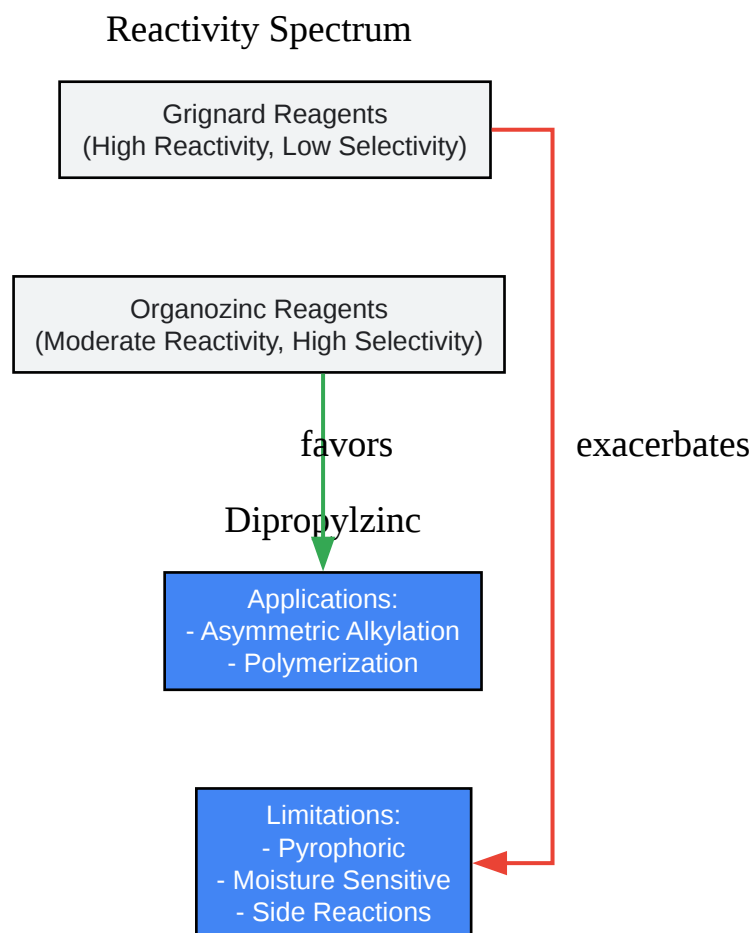 Reactivity Spectrum
Grignard Reagents
(High Reactivity, Low Selectivity)
Organozinc Reagents
(Moderate Reactivity, High Selectivity)
favors
exacerbates
Dipropylzinc
Applications:
- Asymmetric Alkylation
- Polymerization
Limitations:
- Pyrophoric
- Moisture Sensitive
- Side Reactions